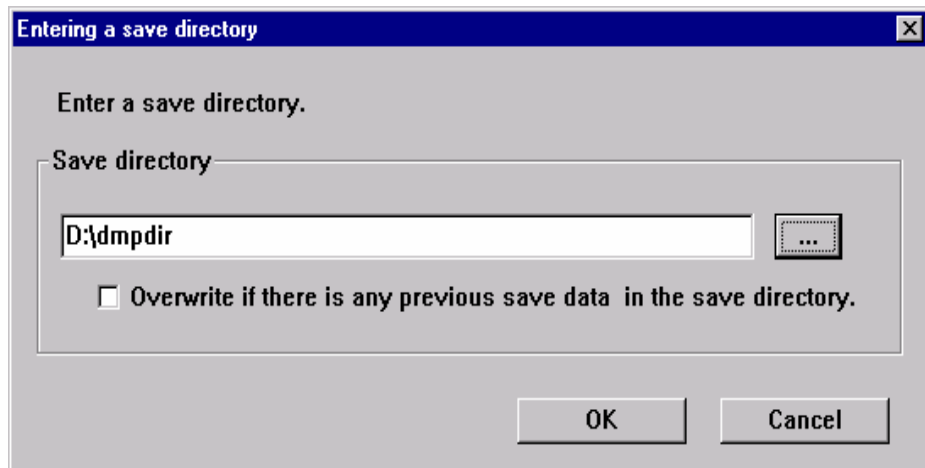 Entering a save directory
Enter a save directory.
Save directory
D:\dmpdir
...
Overwrite if there is any previous save data  in the save directory.
OK
Cancel